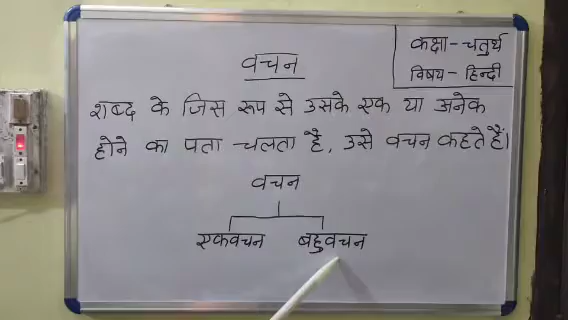 कक्षा - चतुर्थ
विषय - हिन्दी
वचन
शब्द के जिस रूप से उसके एक या अनेक
होने का पता चलता है, उसे वचन कहते हैं।
वचन
एकवचन बहुवचन